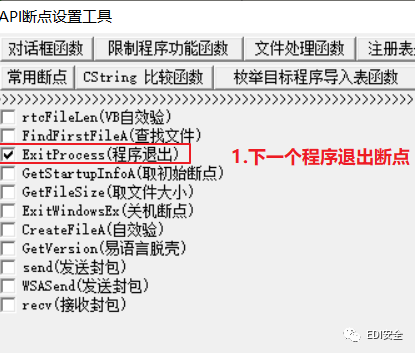 API断点设置工具
对话框函数 限制程序功能函数 文件处理函数 注册表
常用断点 CString 比较函数 枚举目标程序导入表函数
rtcFileLen(VB自效验)
FindFirstFileA(查找文件)
ExitProcess(程序退出)
1.下一个程序退出断点
GetStartupInfoA(取初始断点)
GetFileSize(取文件大小)
ExitWindowsEx(关机断点)
CreateFileA(自效验)
GetVersion(易语言脱壳)
send(发送封包)
WSASend(发送封包)
recv(接收封包)
EDI安全